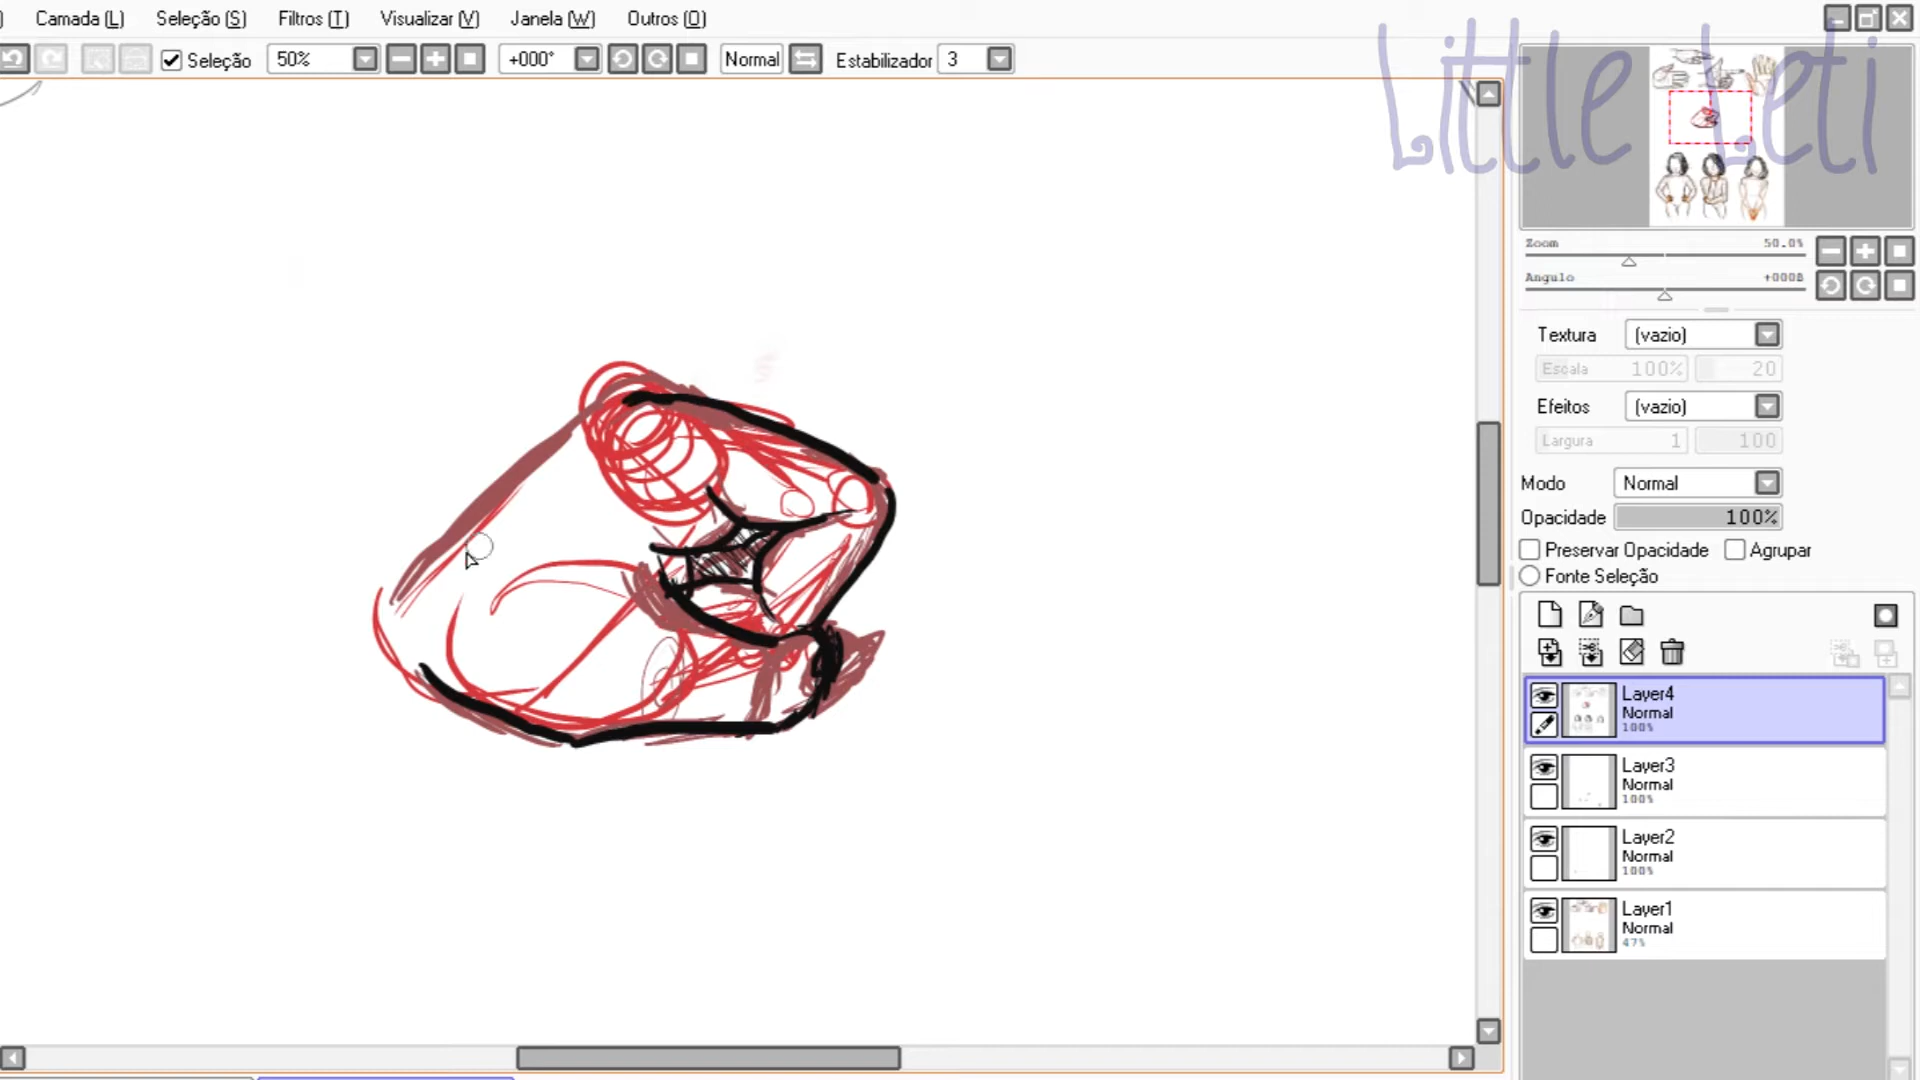 ) Camada (L) Seleção (S) Filtros (T) Visualizar (V) Janela (W) Outros (O)
Seleção 50% +000° Normal Estabilizador 3
Little Leti
Zoom 50.0%
Angulo +000B
Textura (vazio)
Escala 100% 20
Efeitos (vazio)
Largura 1 100
Modo Normal
Opacidade 100%
Preservar Opacidade Agrupar
Fonte Seleção
Layer4
Normal
100%
Layer3
Normal
100%
Layer2
Normal
100%
Layer1
Normal
47%